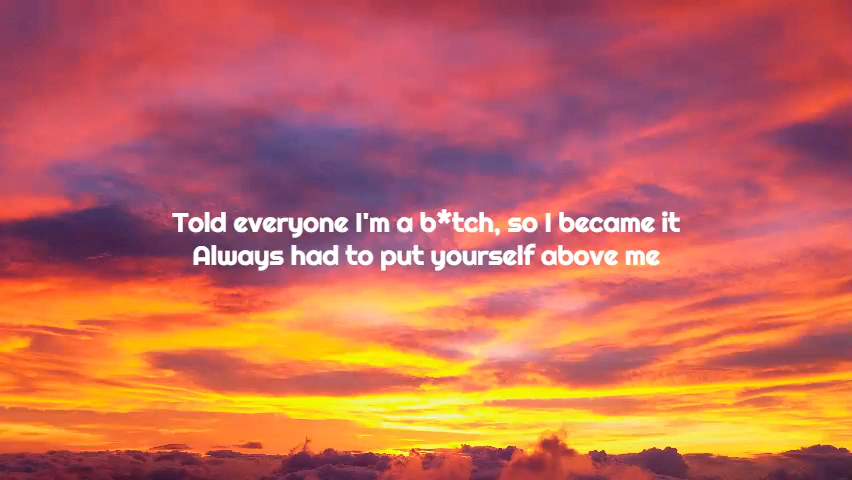 Told everyone I'm a b*tch, so I became it
Always had to put yourself above me